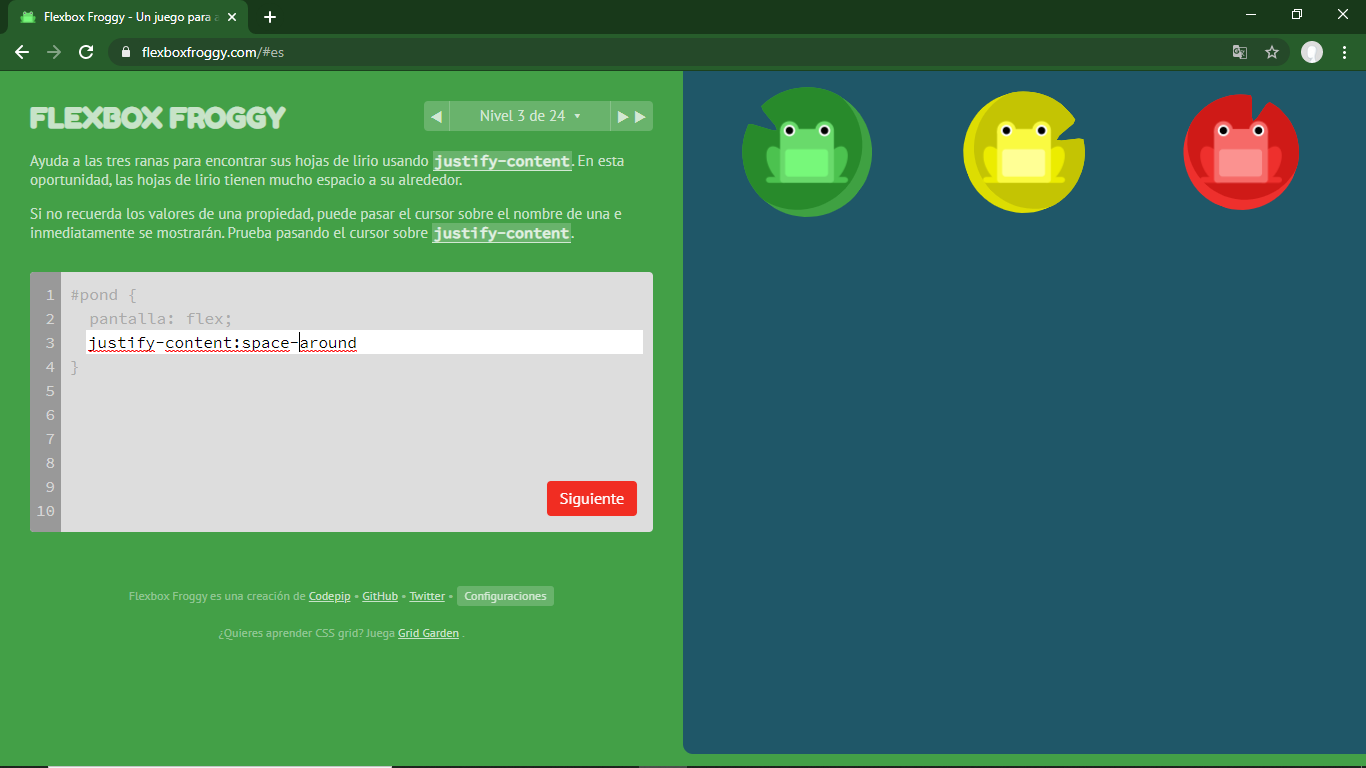 Flexbox Froggy - Un juego para a
flexboxfroggy.com/#es
FLEXBOX FROGGY
Nivel 3 de 24
Ayuda a las tres ranas para encontrar sus hojas de lirio usando justify-content. En esta
oportunidad, las hojas de lirio tienen mucho espacio a su alrededor.
Si no recuerda los valores de una propiedad, puede pasar el cursor sobre el nombre de una e
inmediatamente se mostrarán. Prueba pasando el cursor sobre justify-content.
1 #pond {
2 pantalla: flex;
3 justify-content:space-around
4 }
5
6
7
8
9
10
Siguiente
Flexbox Froggy es una creación de Codepip • GitHub • Twitter • Configuraciones
¿Quieres aprender CSS grid? Juega Grid Garden .